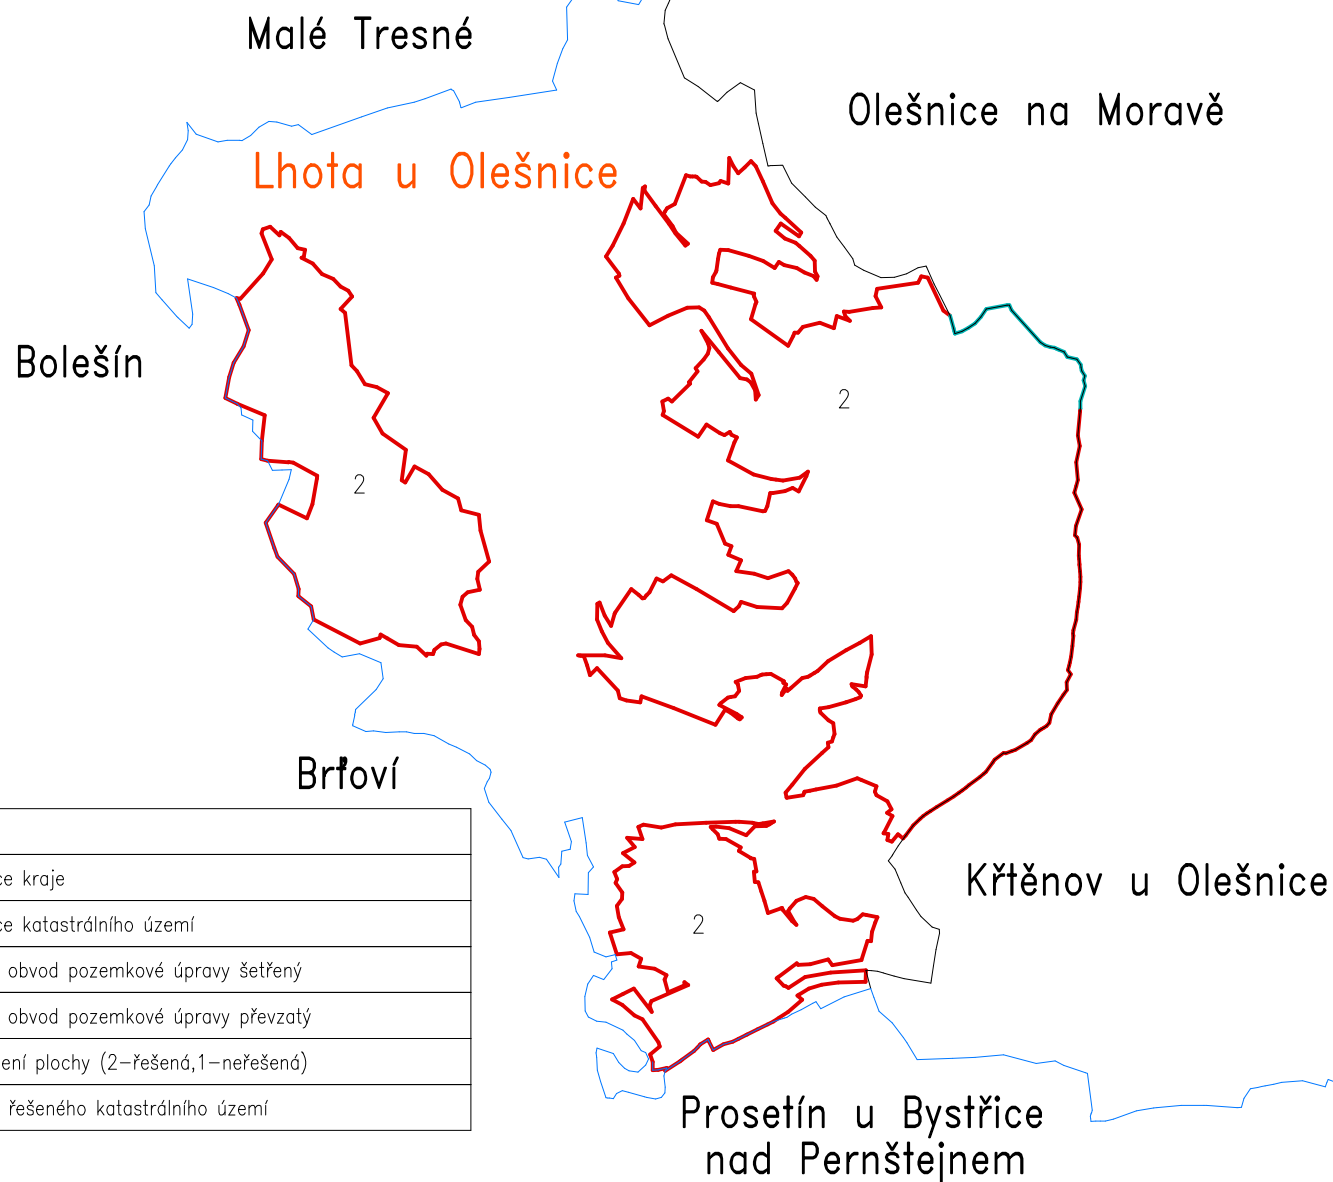 Malé Tresné
Olešnice na Moravě
Lhota u Olešnice
Bolešín
2
2
Brťoví
ce kraje
ce katastrálního území
obvod pozemkové úpravy šetřený
obvod pozemkové úpravy převzatý
ení plochy (2–řešená,1–neřešená)
řešeného katastrálního území
Křtěnov u Olešnice
2
Prosetín u Bystřice
nad Pernštejnem